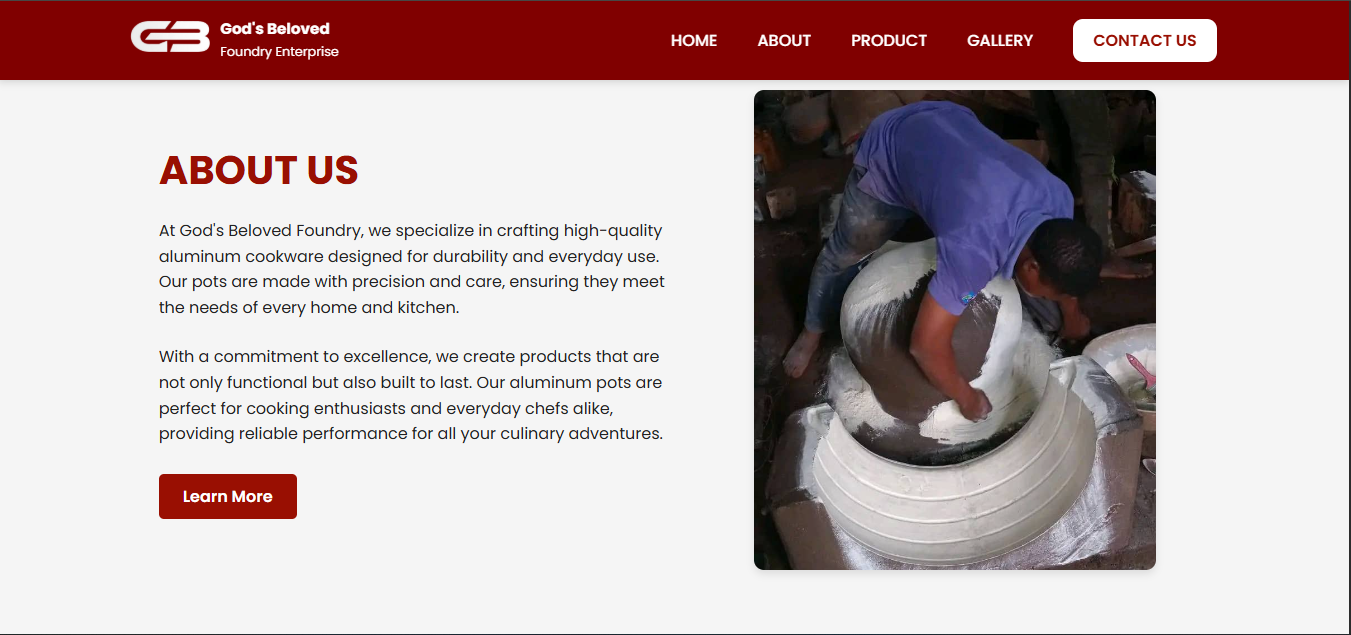 GB
God's Beloved
Foundry Enterprise
HOME
ABOUT
PRODUCT
GALLERY
CONTACT US
ABOUT US
At God's Beloved Foundry, we specialize in crafting high-quality
aluminum cookware designed for durability and everyday use.
Our pots are made with precision and care, ensuring they meet
the needs of every home and kitchen.
With a commitment to excellence, we create products that are
not only functional but also built to last. Our aluminum pots are
perfect for cooking enthusiasts and everyday chefs alike,
providing reliable performance for all your culinary adventures.
Learn More